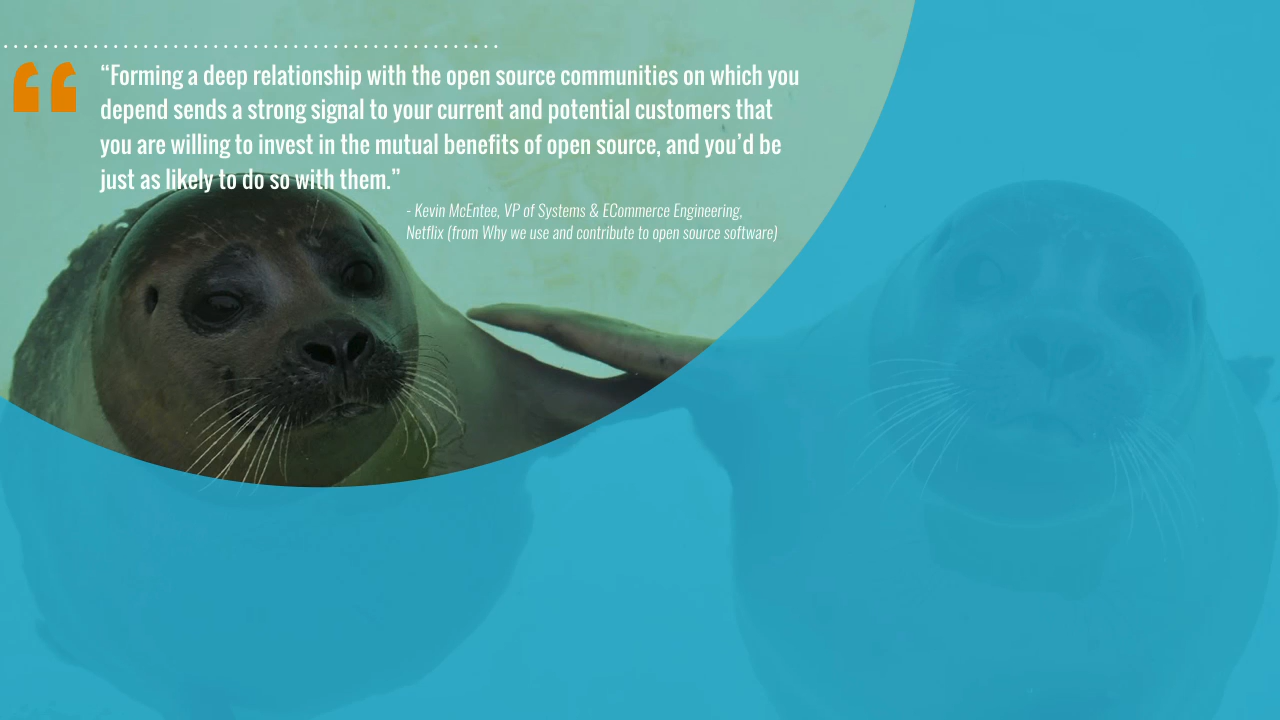 “Forming a deep relationship with the open source communities on which you
depend sends a strong signal to your current and potential customers that
you are willing to invest in the mutual benefits of open source, and you’d be
just as likely to do so with them.”
- Kevin McEntee, VP of Systems & ECommerce Engineering,
Netflix (from Why we use and contribute to open source software)